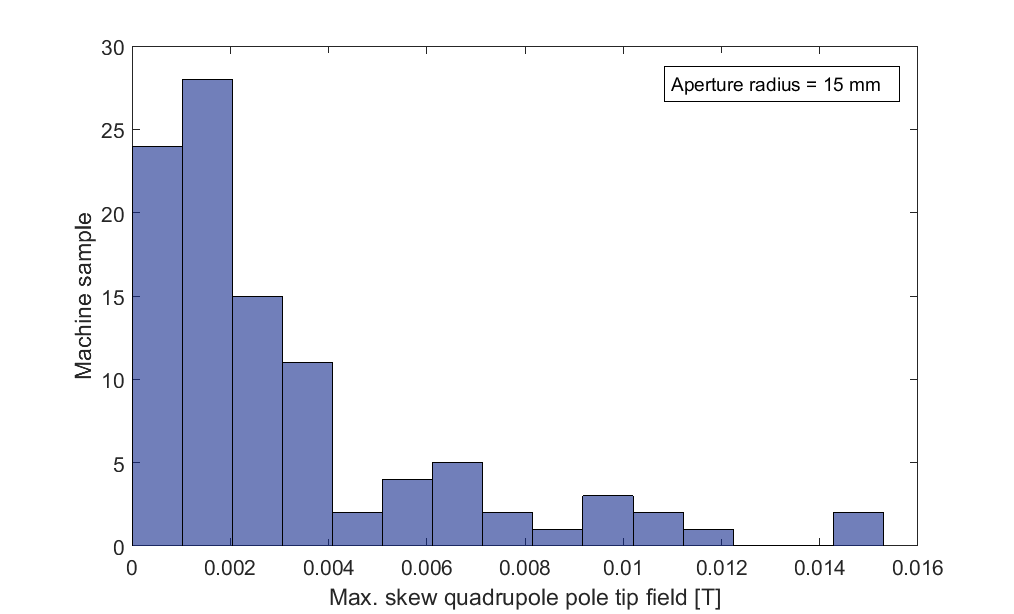 Aperture radius = 15 mm
30
25
20
15
10
5
0
Machine sample
0 0.002 0.004 0.006 0.008 0.01 0.012 0.014 0.016
Max. skew quadrupole pole tip field [T]